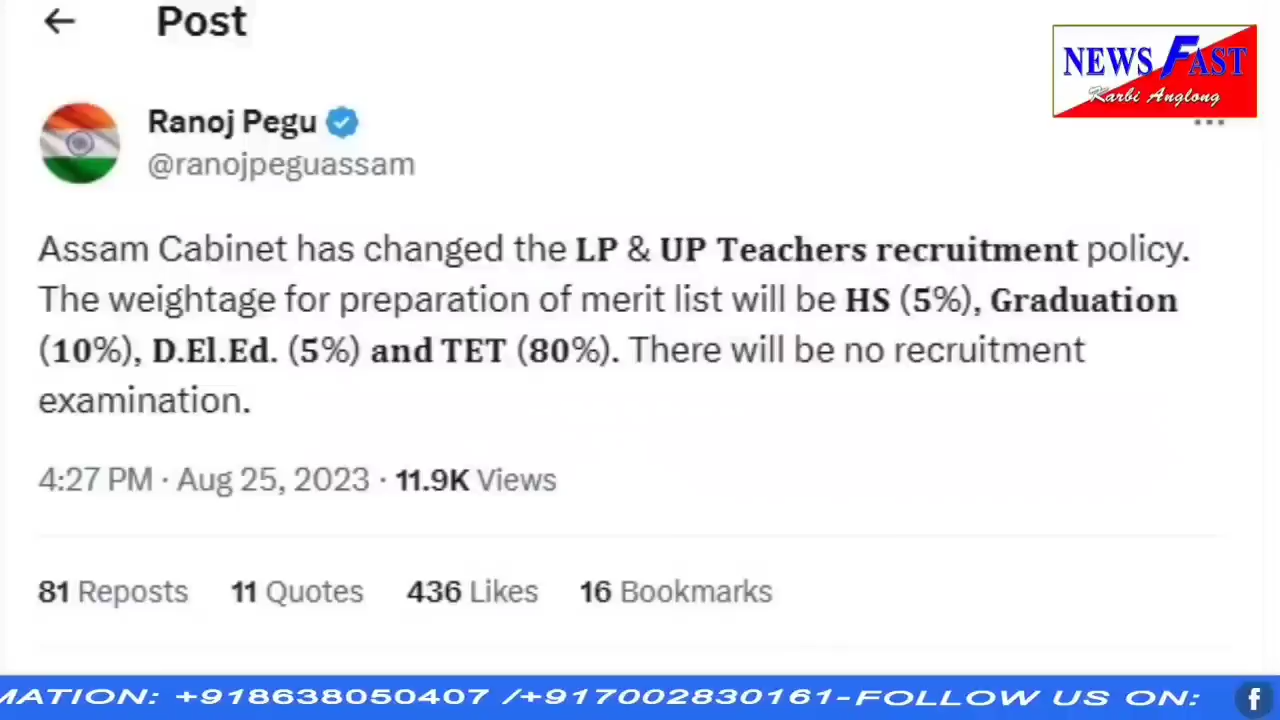 ← Post
NEWS FAST
Karbi Anglong
Ranoj Pegu
@ranojpeguassam
Assam Cabinet has changed the LP & UP Teachers recruitment policy.
The weightage for preparation of merit list will be HS (5%), Graduation
(10%), D.El.Ed. (5%) and TET (80%). There will be no recruitment
examination.
4:27 PM · Aug 25, 2023 · 11.9K Views
81 Reposts 11 Quotes 436 Likes 16 Bookmarks
MATION: +918638050407 /+917002830161-FOLLOW US ON: f